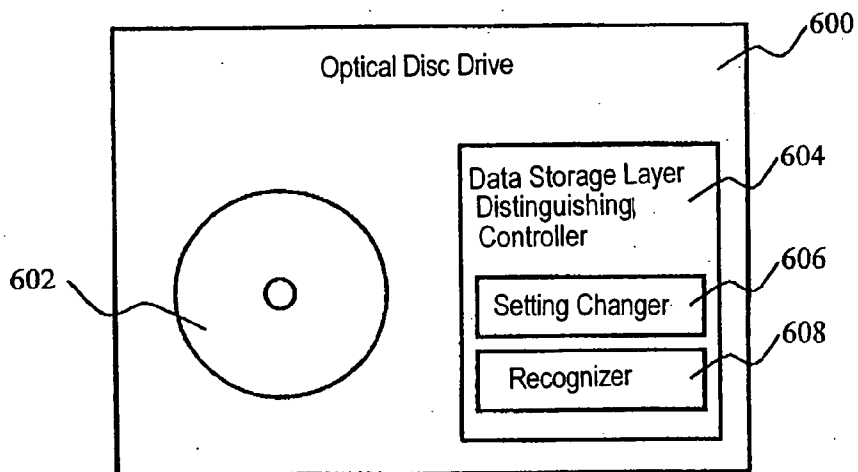 600
Optical Disc Drive
604
Data Storage Layer
Distinguishing
Controller
606
602
Setting Changer
608
Recognizer